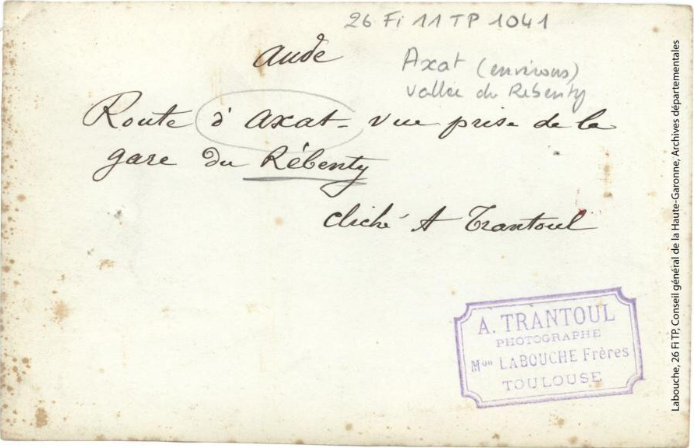 26 Fi 11 TP 1041
Aude
Axat (environs)
vallée du Rébenty
Route d'Axat - vue prise de la
gare du Rébenty
cliché A Trantoul
A. TRANTOUL
PHOTOGRAPHE
Mon LABOUCHE Frères
TOULOUSE
Labouche, 26 Fi TP, Conseil général de la Haute-Garonne, Archives départementales